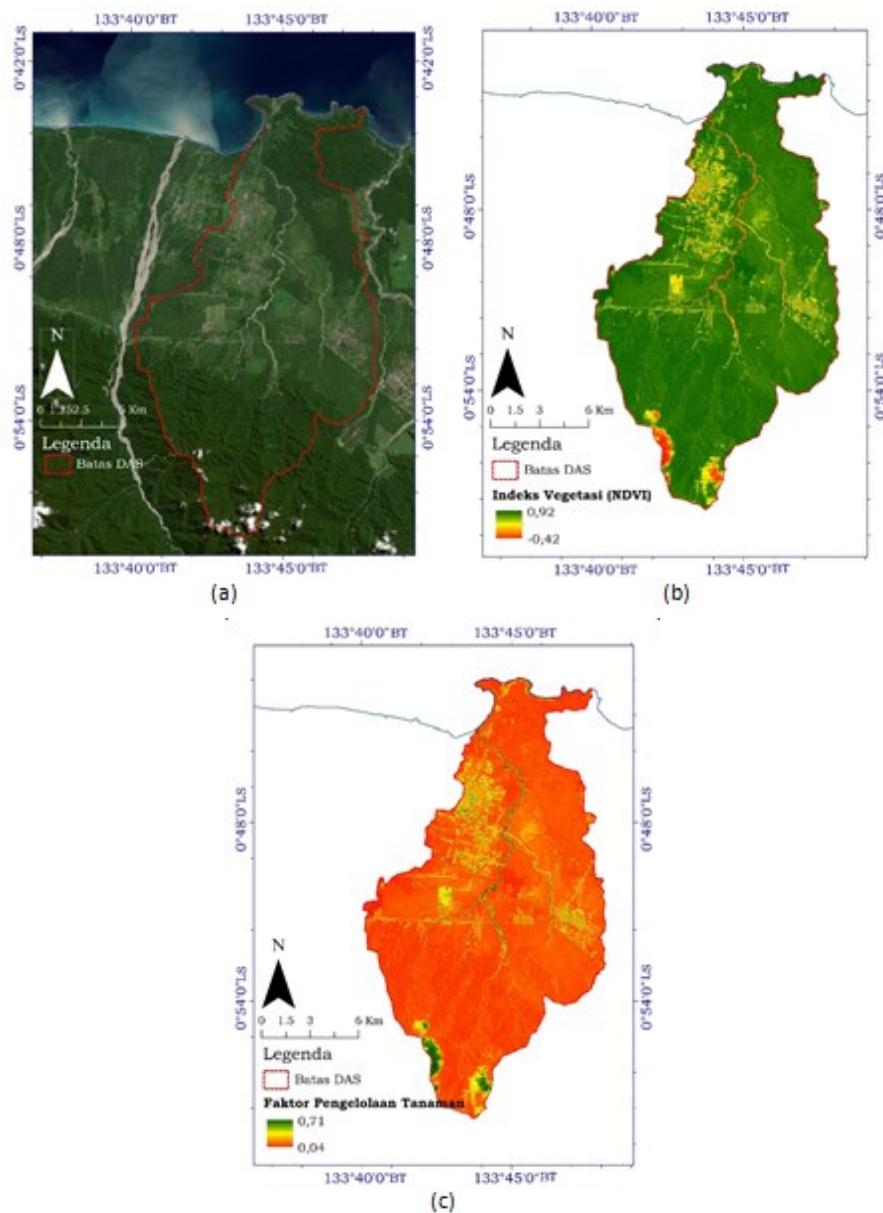 133°40'0"BT 133°45'0"BT
0°42'0"LS 0°42'0"LS
0°48'0"LS 0°48'0"LS
0°54'0"LS 0°54'0"LS
N
6 Km
Legenda
Batas DAS
133°40'0"BT 133°45'0"BT
(a)
133°40'0"BT 133°45'0"BT
0°42'0"LS
0°48'0"LS 0°48'0"LS
0°54'0"LS 0°54'0"LS
N
0 1.5 3 6 Km
Legenda
Batas DAS
Indeks Vegetasi (NDVI)
0,92
-0,42
133°40'0"BT 133°45'0"BT
(b)
133°40'0"BT 133°45'0"BT
0°48'0"LS 0°48'0"LS
0°54'0"LS 0°54'0"LS
N
0 1.5 3 6 Km
Legenda
Batas DAS
Faktor Pengelolaan Tanaman
0,71
0,04
133°40'0"BT 133°45'0"BT
(c)